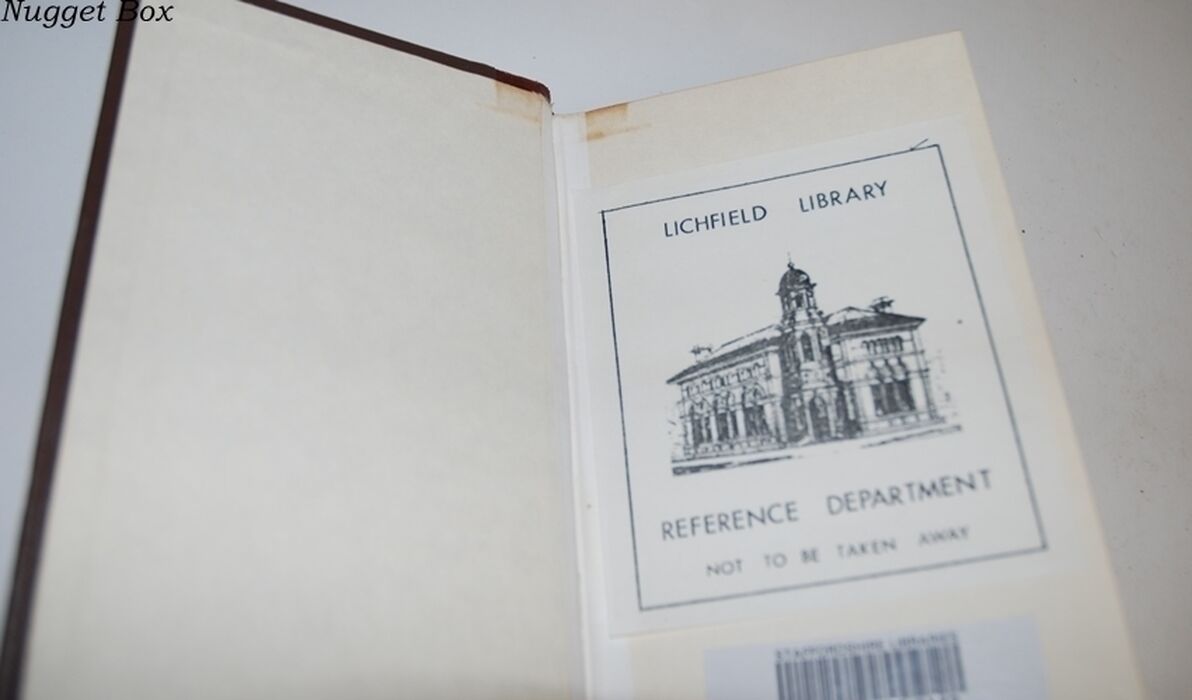 Nugget Box
LICHFIELD LIBRARY
REFERENCE DEPARTMENT
NOT TO BE TAKEN AWAY
STAFFORDSHIRE LIBRARIES